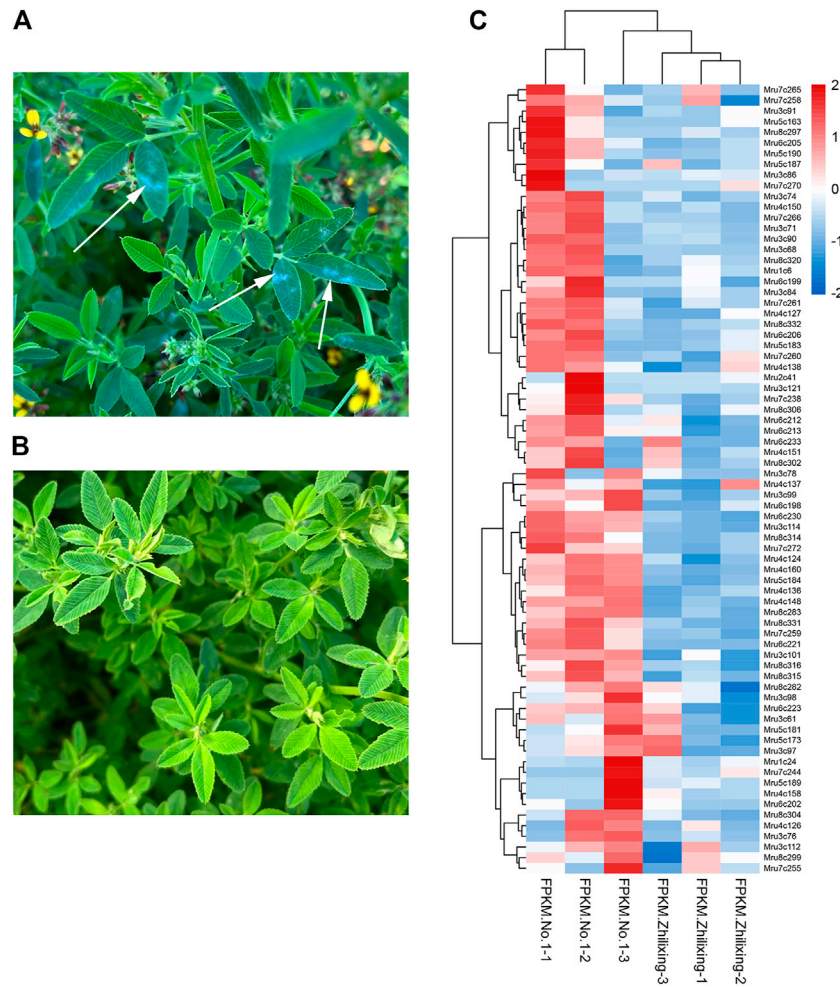 A
B
C
Mru7c265
Mru7c258
Mru3c91
Mru5c163
Mru8c297
Mru6c205
Mru5c190
Mru5c187
Mru3c86
Mru7c270
Mru3c74
Mru4c150
Mru7c266
Mru3c71
Mru3c90
Mru3c68
Mru8c320
Mru1c6
Mru6c199
Mru3c84
Mru7c261
Mru4c127
Mru8c332
Mru6c206
Mru5c183
Mru7c260
Mru4c138
Mru2c41
Mru3c121
Mru7c238
Mru8c306
Mru6c212
Mru6c213
Mru6c233
Mru4c151
Mru8c302
Mru3c78
Mru4c137
Mru3c99
Mru6c198
Mru6c230
Mru3c114
Mru8c314
Mru7c272
Mru4c124
Mru4c160
Mru5c184
Mru4c136
Mru4c148
Mru8c283
Mru8c331
Mru7c259
Mru6c221
Mru3c101
Mru8c316
Mru8c315
Mru8c282
Mru3c98
Mru6c223
Mru3c61
Mru5c181
Mru5c173
Mru3c97
Mru1c24
Mru7c244
Mru5c189
Mru4c158
Mru6c202
Mru8c304
Mru4c126
Mru3c76
Mru3c112
Mru8c299
Mru7c255
2
1
0
-1
-2
FPKM.No.1-1
FPKM.No.1-2
FPKM.No.1-3
FPKM.Zhilixing-3
FPKM.Zhilixing-1
FPKM.Zhilixing-2